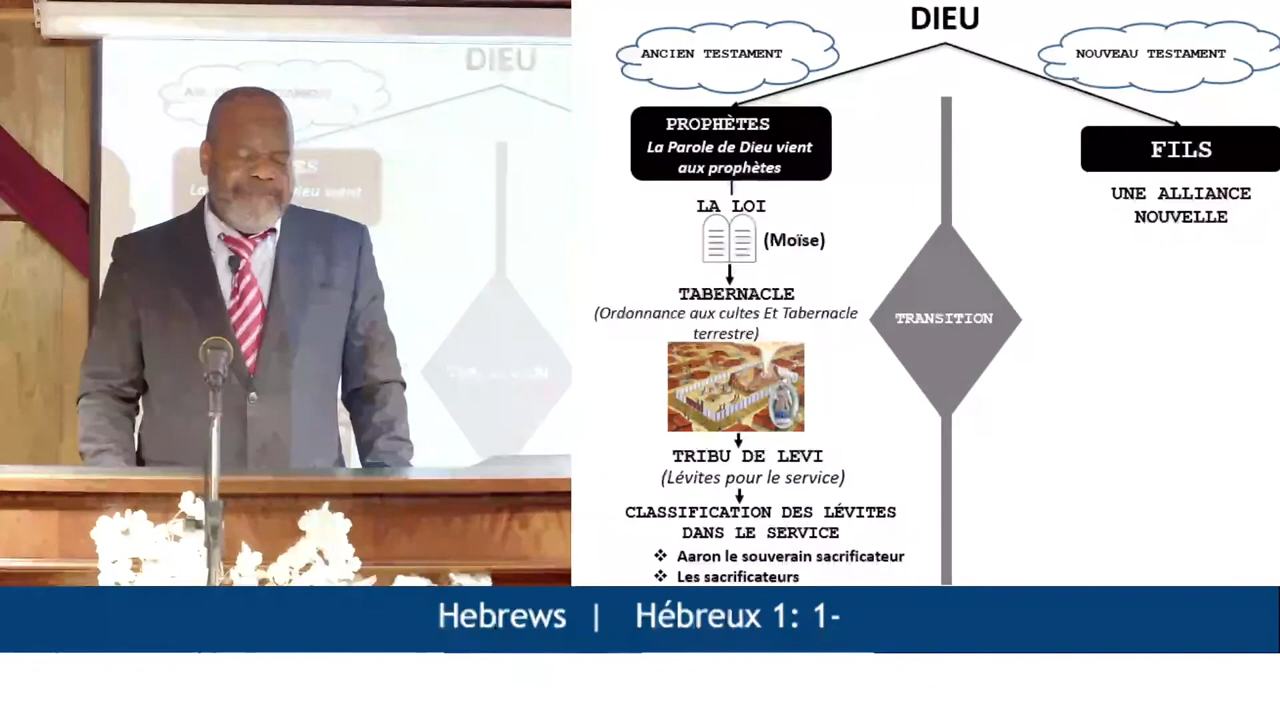 DIEU
ANCIEN TESTAMENT
NOUVEAU TESTAMENT
PROPHÈTES
La Parole de Dieu vient
aux prophètes
FILS
UNE ALLIANCE
NOUVELLE
LA LOI
(Moïse)
TABERNACLE
(Ordonnance aux cultes Et Tabernacle
terrestre)
TRANSITION
TRIBU DE LEVI
(Lévites pour le service)
CLASSIFICATION DES LÉVITES
DANS LE SERVICE
❖ Aaron le souverain sacrificateur
❖ Les sacrificateurs
DIEU
Hebrews | Hébreux 1: 1-